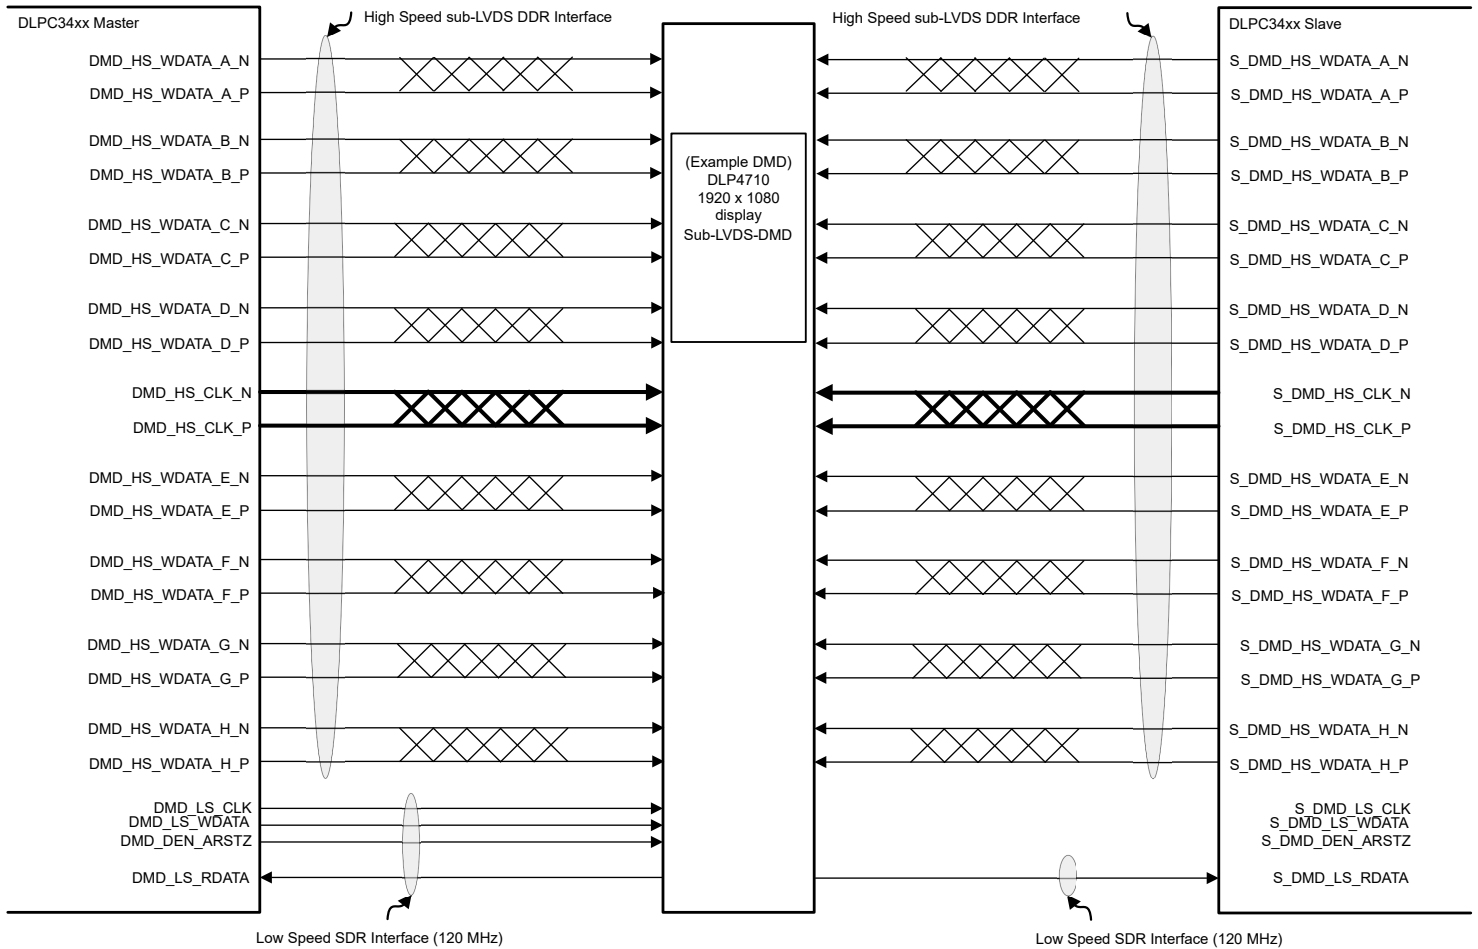 DLPC34xx Master
High Speed sub-LVDS DDR Interface
High Speed sub-LVDS DDR Interface
DLPC34xx Slave
DMD_HS_WDATA_A_N
DMD_HS_WDATA_A_P
DMD_HS_WDATA_B_N
DMD_HS_WDATA_B_P
DMD_HS_WDATA_C_N
DMD_HS_WDATA_C_P
DMD_HS_WDATA_D_N
DMD_HS_WDATA_D_P
DMD_HS_CLK_N
DMD_HS_CLK_P
DMD_HS_WDATA_E_N
DMD_HS_WDATA_E_P
DMD_HS_WDATA_F_N
DMD_HS_WDATA_F_P
DMD_HS_WDATA_G_N
DMD_HS_WDATA_G_P
DMD_HS_WDATA_H_N
DMD_HS_WDATA_H_P
DMD_LS_CLK
DMD_LS_WDATA
DMD_DEN_ARSTZ
DMD_LS_RDATA
(Example DMD)
DLP4710
1920 x 1080
display
Sub-LVDS-DMD
S_DMD_HS_WDATA_A_N
S_DMD_HS_WDATA_A_P
S_DMD_HS_WDATA_B_N
S_DMD_HS_WDATA_B_P
S_DMD_HS_WDATA_C_N
S_DMD_HS_WDATA_C_P
S_DMD_HS_WDATA_D_N
S_DMD_HS_WDATA_D_P
S_DMD_HS_CLK_N
S_DMD_HS_CLK_P
S_DMD_HS_WDATA_E_N
S_DMD_HS_WDATA_E_P
S_DMD_HS_WDATA_F_N
S_DMD_HS_WDATA_F_P
S_DMD_HS_WDATA_G_N
S_DMD_HS_WDATA_G_P
S_DMD_HS_WDATA_H_N
S_DMD_HS_WDATA_H_P
S_DMD_LS_CLK
S_DMD_LS_WDATA
S_DMD_DEN_ARSTZ
S_DMD_LS_RDATA
Low Speed SDR Interface (120 MHz)
Low Speed SDR Interface (120 MHz)